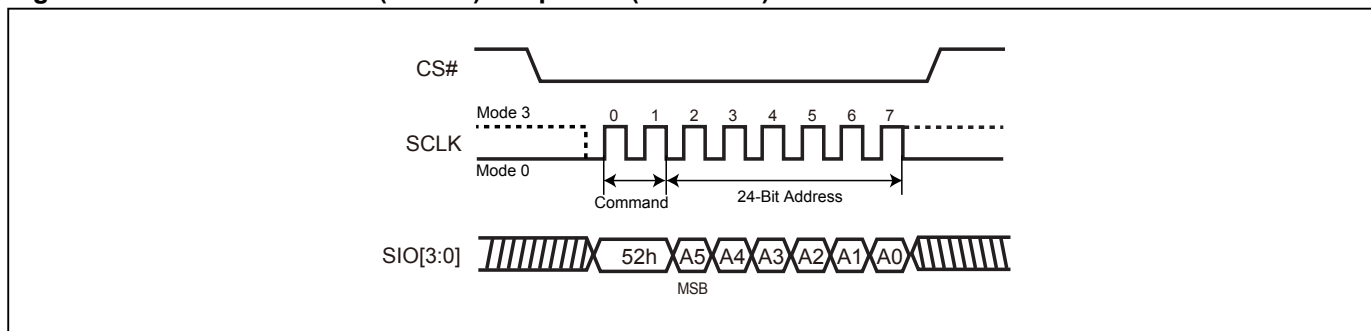 CS#
Mode 3
0 1 2 3 4 5 6 7
SCLK
Mode 0
Command
24-Bit Address
SIO[3:0]
52h A5 A4 A3 A2 A1 A0
MSB